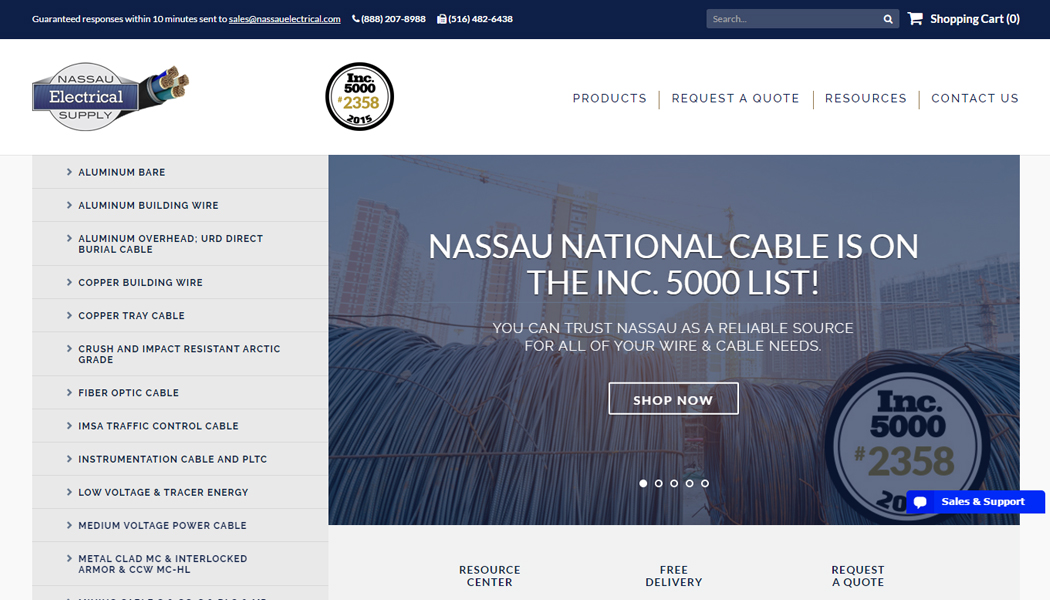 Guaranteed responses within 10 minutes sent to sales@nassauelectrical.com (888) 207-8988 (516) 482-6438
Search...
Shopping Cart (0)
NASSAU
Electrical
SUPPLY
Inc.
5000
#2358
2015
PRODUCTS
REQUEST A QUOTE
RESOURCES
CONTACT US
ALUMINUM BARE
ALUMINUM BUILDING WIRE
ALUMINUM OVERHEAD; URD DIRECT
BURIAL CABLE
COPPER BUILDING WIRE
COPPER TRAY CABLE
CRUSH AND IMPACT RESISTANT ARCTIC
GRADE
FIBER OPTIC CABLE
IMSA TRAFFIC CONTROL CABLE
INSTRUMENTATION CABLE AND PLTC
LOW VOLTAGE & TRACER ENERGY
MEDIUM VOLTAGE POWER CABLE
METAL CLAD MC & INTERLOCKED
ARMOR & CCW MC-HL
NASSAU NATIONAL CABLE IS ON
THE INC. 5000 LIST!
YOU CAN TRUST NASSAU AS A RELIABLE SOURCE
FOR ALL OF YOUR WIRE & CABLE NEEDS.
SHOP NOW
Inc.
5000
#2358
20
Sales & Support
RESOURCE
CENTER
FREE
DELIVERY
REQUEST
A QUOTE